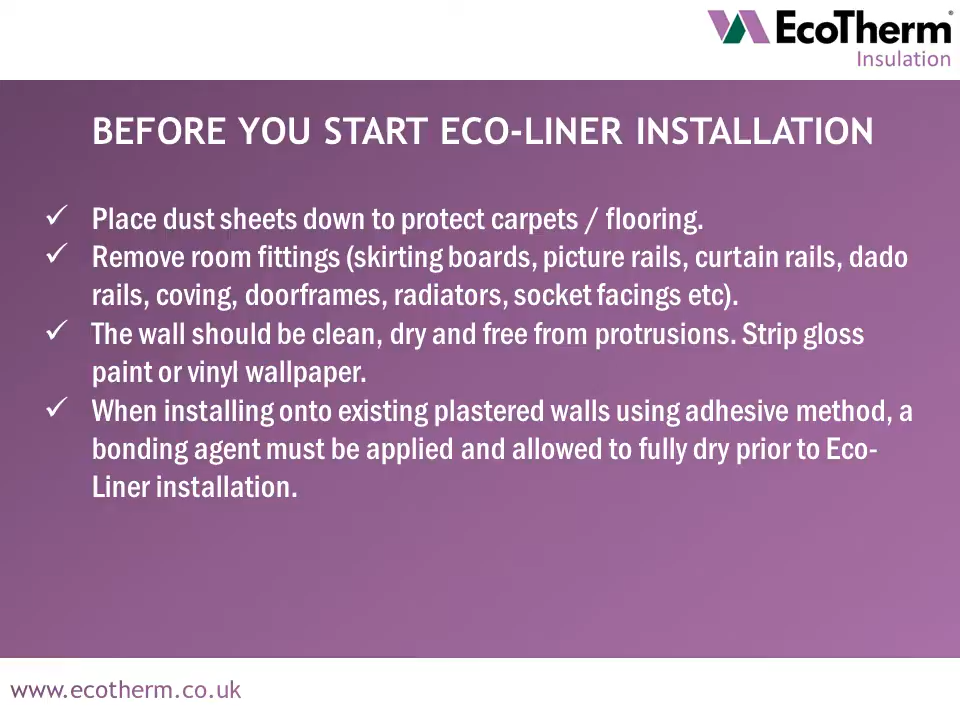 EcoTherm®
Insulation
BEFORE YOU START ECO-LINER INSTALLATION
✓ Place dust sheets down to protect carpets / flooring.
✓ Remove room fittings (skirting boards, picture rails, curtain rails, dado
rails, coving, doorframes, radiators, socket facings etc).
✓ The wall should be clean, dry and free from protrusions. Strip gloss
paint or vinyl wallpaper.
✓ When installing onto existing plastered walls using adhesive method, a
bonding agent must be applied and allowed to fully dry prior to Eco-
Liner installation.
www.ecotherm.co.uk